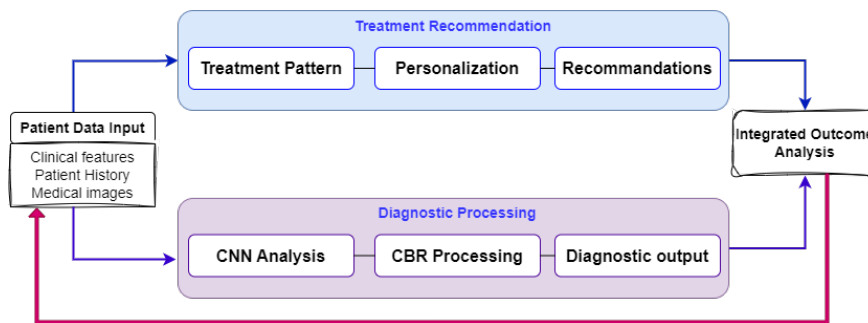 Treatment Recommendation
Treatment Pattern
Personalization
Recommandations
Patient Data Input
Clinical features
Patient History
Medical images
Integrated Outcome
Analysis
Diagnostic Processing
CNN Analysis
CBR Processing
Diagnostic output